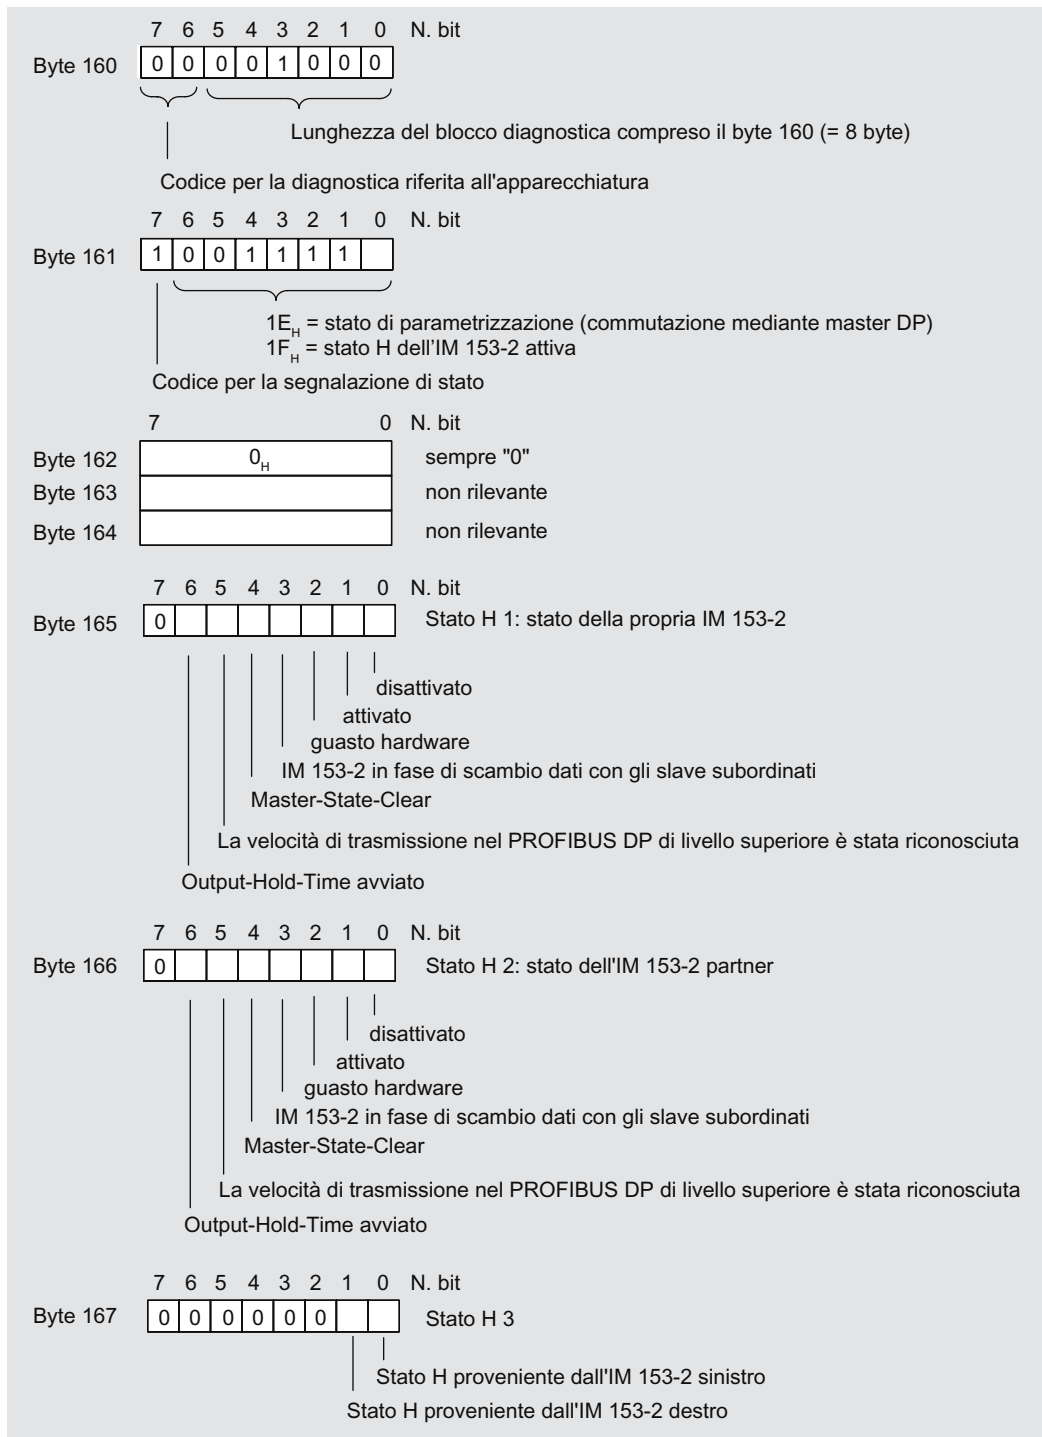 7 6 5 4 3 2 1 0 N. bit
Byte 160 0 0 0 0 1 0 0 0
Lunghezza del blocco diagnostica compreso il byte 160 (= 8 byte)
Codice per la diagnostica riferita all'apparecchiatura
7 6 5 4 3 2 1 0 N. bit
Byte 161 1 0 0 1 1 1 1
1E H = stato di parametrizzazione (commutazione mediante master DP)
1F H = stato H dell'IM 153-2 attiva
Codice per la segnalazione di stato
7 0 N. bit
Byte 162 0 H sempre "0"
Byte 163 non rilevante
Byte 164 non rilevante
7 6 5 4 3 2 1 0 N. bit
Byte 165 0 Stato H 1: stato della propria IM 153-2
disattivato
attivato
guasto hardware
IM 153-2 in fase di scambio dati con gli slave subordinati
Master-State-Clear
La velocità di trasmissione nel PROFIBUS DP di livello superiore è stata riconosciuta
Output-Hold-Time avviato
7 6 5 4 3 2 1 0 N. bit
Byte 166 0 Stato H 2: stato dell'IM 153-2 partner
disattivato
attivato
guasto hardware
IM 153-2 in fase di scambio dati con gli slave subordinati
Master-State-Clear
La velocità di trasmissione nel PROFIBUS DP di livello superiore è stata riconosciuta
Output-Hold-Time avviato
7 6 5 4 3 2 1 0 N. bit
Byte 167 0 0 0 0 0 0 Stato H 3
Stato H proveniente dall'IM 153-2 sinistro
Stato H proveniente dall'IM 153-2 destro